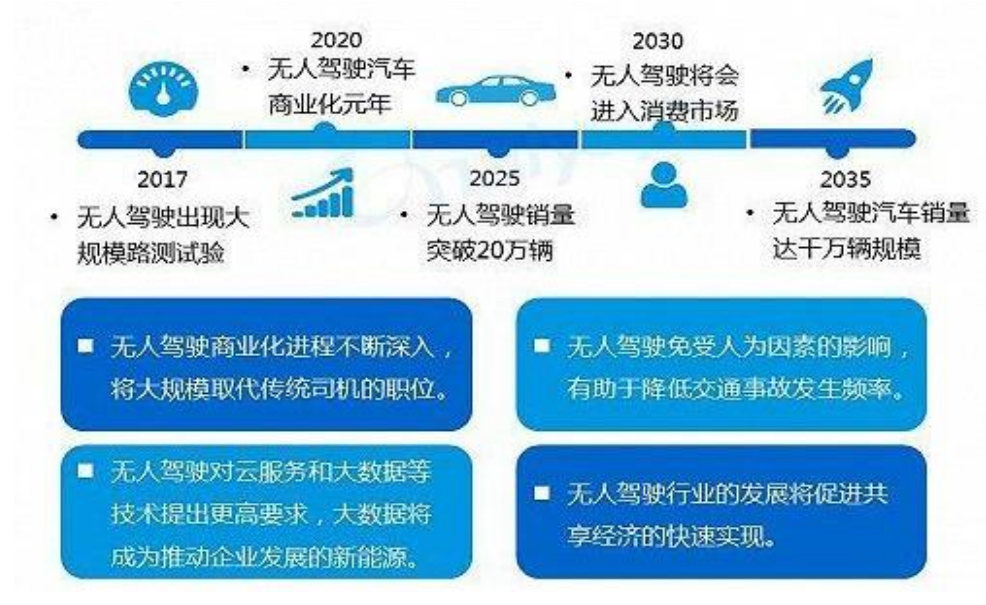 2020
• 无人驾驶汽车
商业化元年
2030
• 无人驾驶将会
进入消费市场
2017
• 无人驾驶出现大
规模路测试验
2025
• 无人驾驶销量
突破20万辆
2035
• 无人驾驶汽车销量
达千万辆规模
■ 无人驾驶商业化进程不断深入，
将大规模取代传统司机的职位。
■ 无人驾驶免受人为因素的影响，
有助于降低交通事故发生频率。
■ 无人驾驶对云服务和大数据等
技术提出更高要求，大数据将
成为推动企业发展的新能源。
■ 无人驾驶行业的发展将促进共
享经济的快速实现。